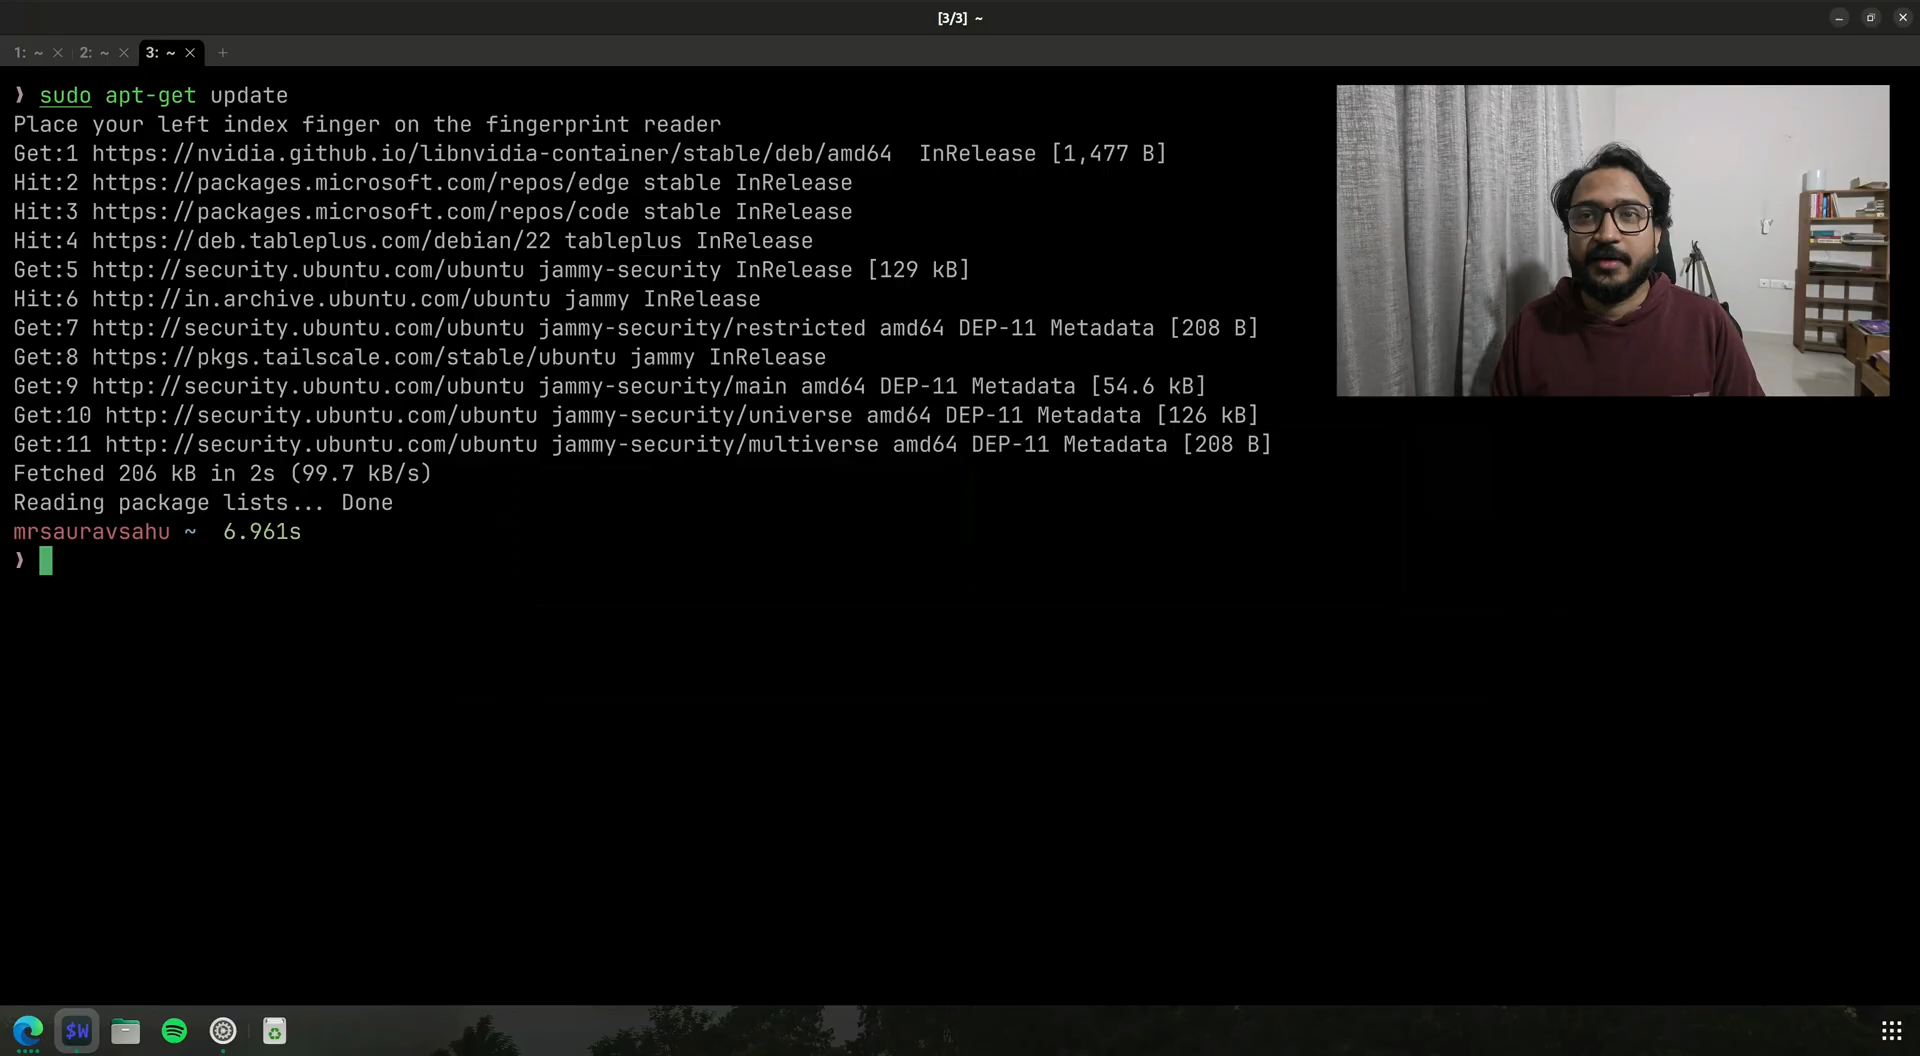 [3/3] ~
1: ~ 2: ~ 3: ~
❫ sudo apt-get update
Place your left index finger on the fingerprint reader
Get:1 https://nvidia.github.io/libnvidia-container/stable/deb/amd64  InRelease [1,477 B]
Hit:2 https://packages.microsoft.com/repos/edge stable InRelease
Hit:3 https://packages.microsoft.com/repos/code stable InRelease
Hit:4 https://deb.tableplus.com/debian/22 tableplus InRelease
Get:5 http://security.ubuntu.com/ubuntu jammy-security InRelease [129 kB]
Hit:6 http://in.archive.ubuntu.com/ubuntu jammy InRelease
Get:7 http://security.ubuntu.com/ubuntu jammy-security/restricted amd64 DEP-11 Metadata [208 B]
Get:8 https://pkgs.tailscale.com/stable/ubuntu jammy InRelease
Get:9 http://security.ubuntu.com/ubuntu jammy-security/main amd64 DEP-11 Metadata [54.6 kB]
Get:10 http://security.ubuntu.com/ubuntu jammy-security/universe amd64 DEP-11 Metadata [126 kB]
Get:11 http://security.ubuntu.com/ubuntu jammy-security/multiverse amd64 DEP-11 Metadata [208 B]
Fetched 206 kB in 2s (99.7 kB/s)
Reading package lists... Done
mrsauravsahu ~  6.961s
❫
$W